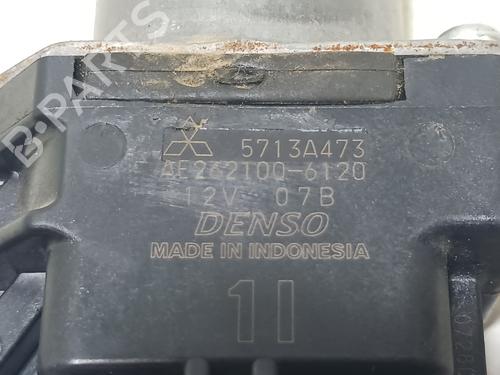 B-PARTS
5713A473
AE262100-6120
12V 07B
DENSO
MADE IN INDONESIA
11